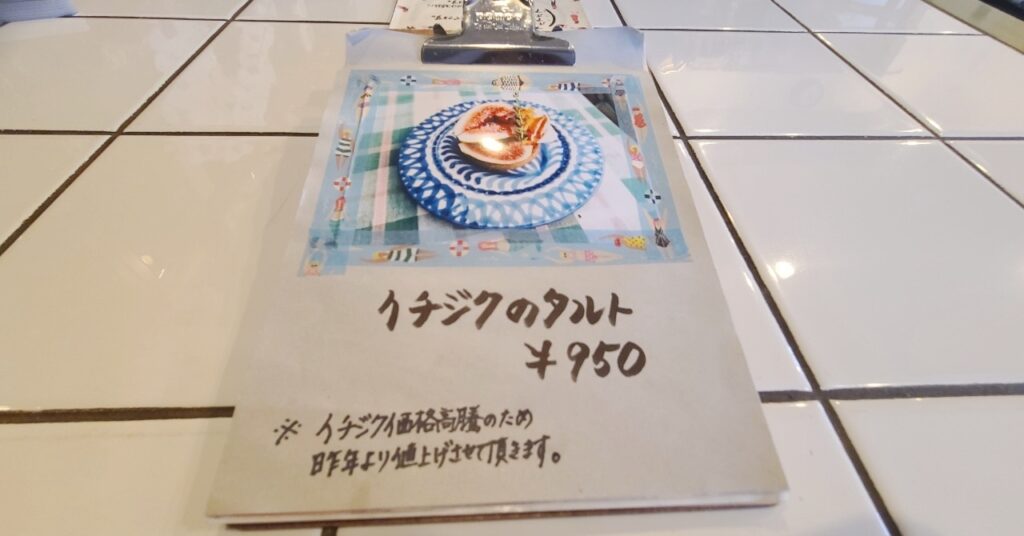 イチジクのタルト
¥950
※ イチジク価格高騰のため
昨年より値上げさせて頂きます。